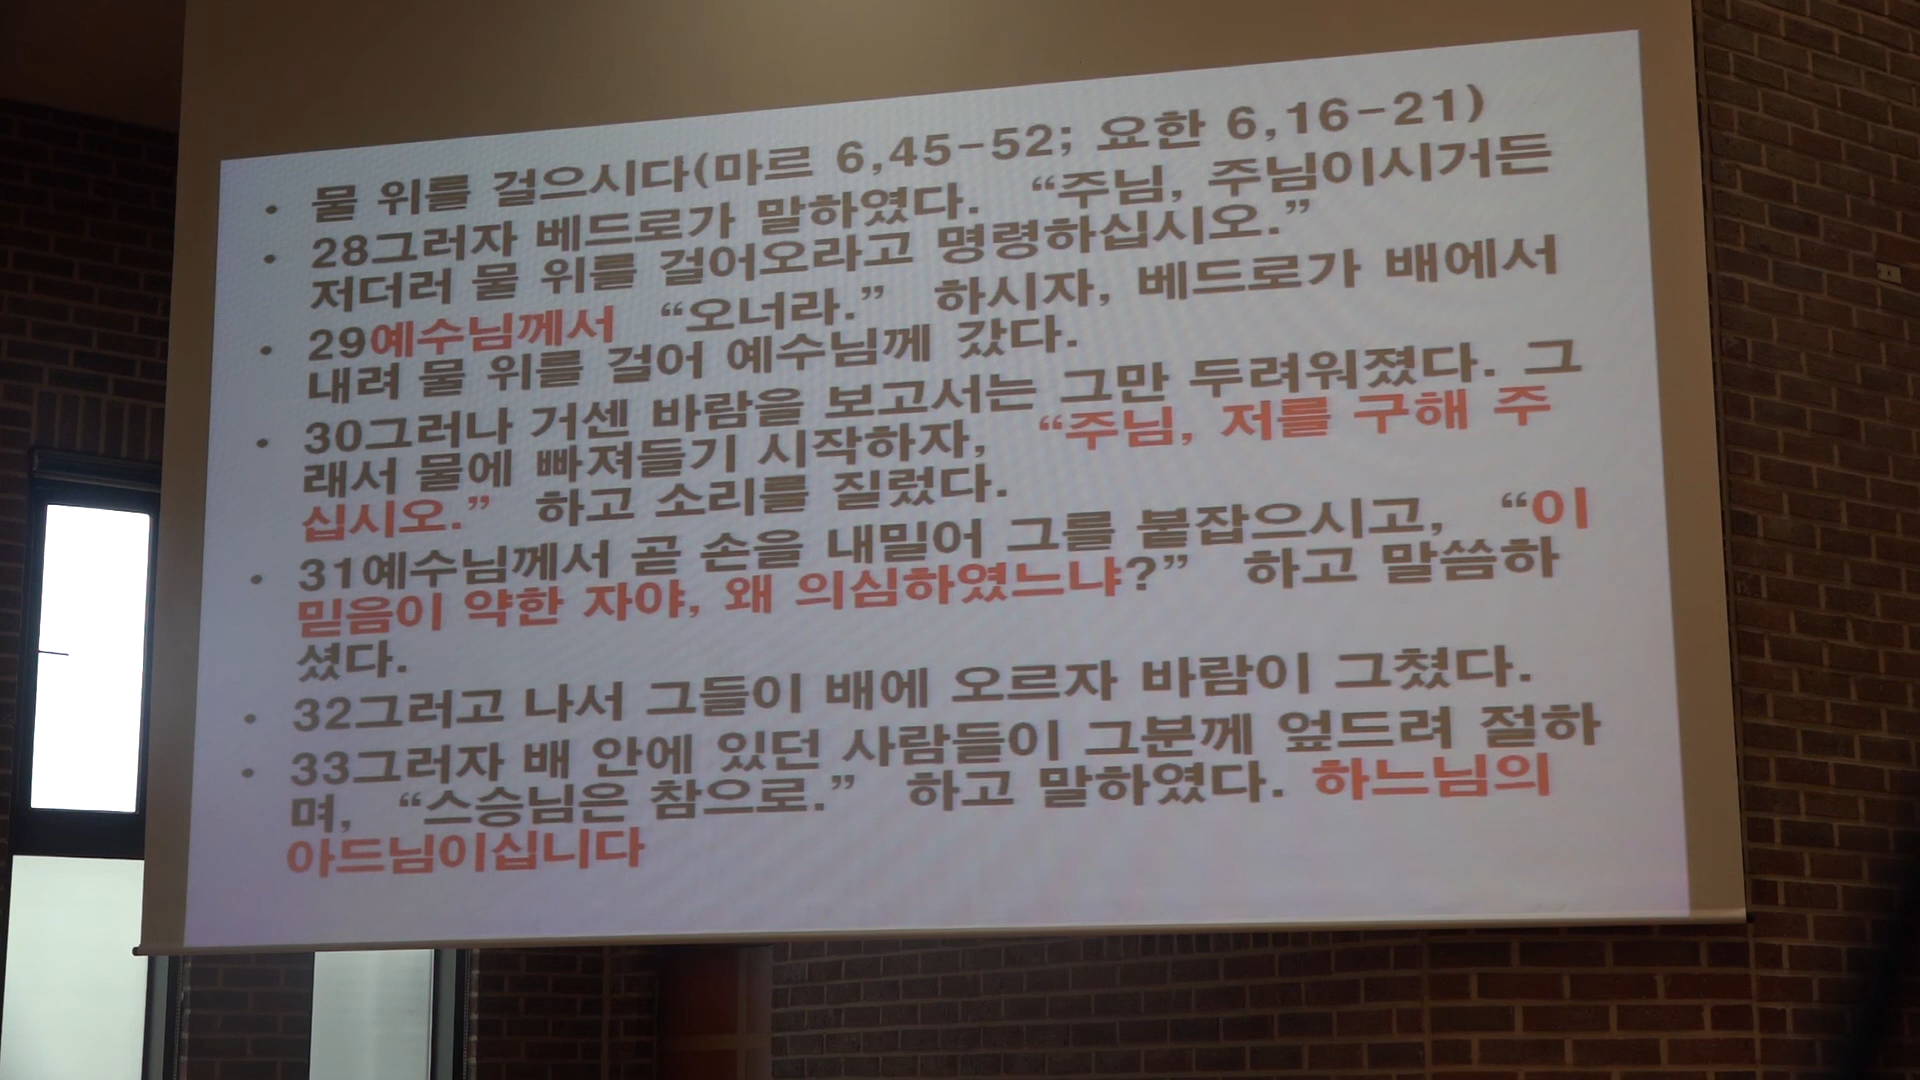 • 물 위를 걸으시다(마르 6,45-52; 요한 6,16-21)
• 28그러자 베드로가 말하였다. “주님, 주님이시거든
저더러 물 위를 걸어오라고 명령하십시오.”
• 29예수님께서 “오너라.” 하시자, 베드로가 배에서
내려 물 위를 걸어 예수님께 갔다.
• 30그러나 거센 바람을 보고서는 그만 두려워졌다. 그
래서 물에 빠져들기 시작하자, “주님, 저를 구해 주
십시오.” 하고 소리를 질렀다.
• 31예수님께서 곧 손을 내밀어 그를 붙잡으시고, “이
믿음이 약한 자야, 왜 의심하였느냐?” 하고 말씀하
셨다.
• 32그러고 나서 그들이 배에 오르자 바람이 그쳤다.
• 33그러자 배 안에 있던 사람들이 그분께 엎드려 절하
며, “스승님은 참으로.” 하고 말하였다. 하느님의
아드님이십니다